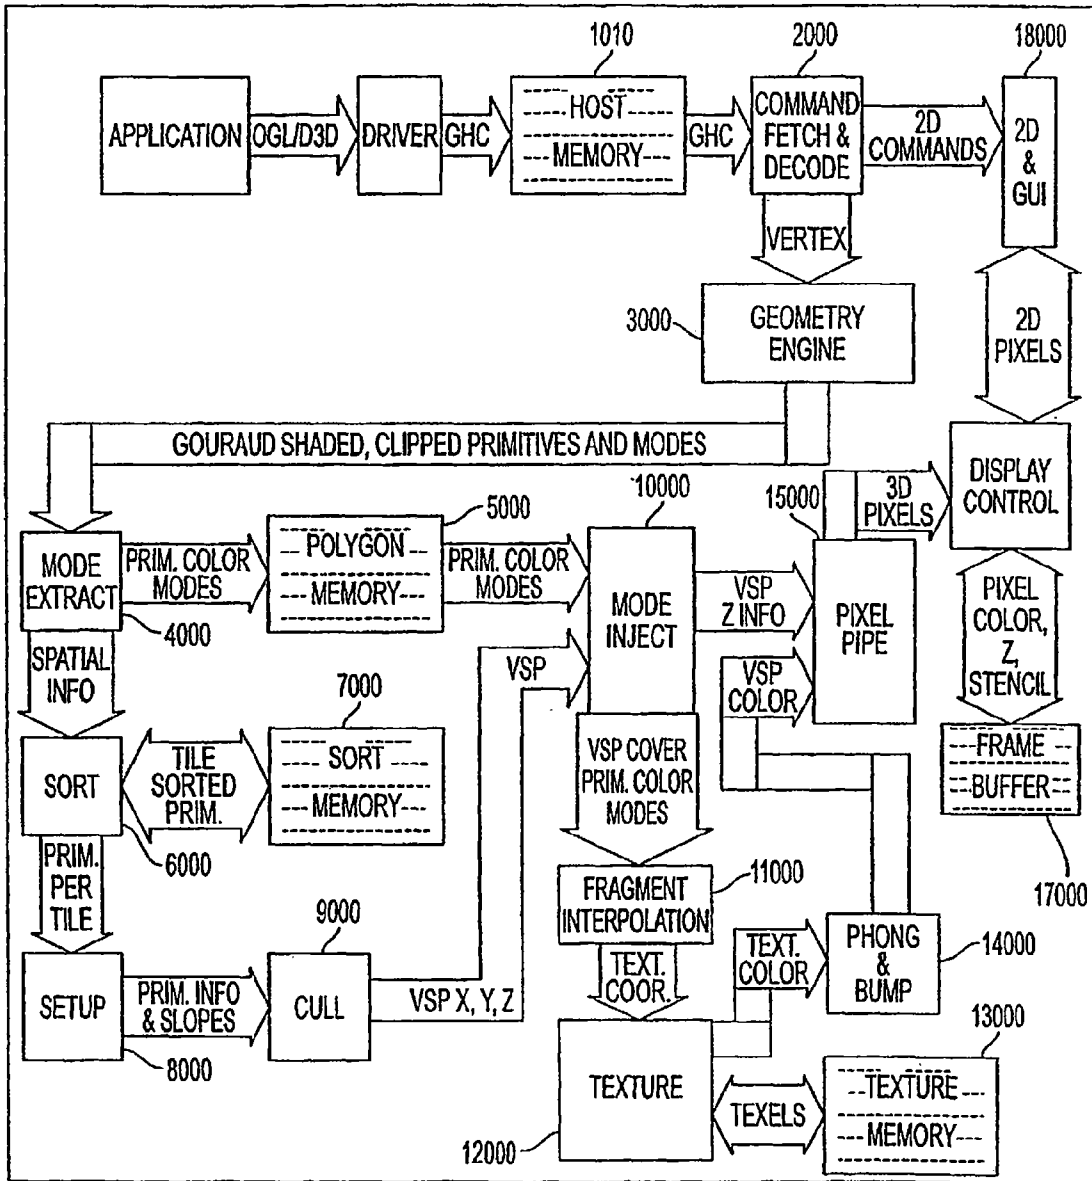 1010
2000
18000
APPLICATION
OGL/D3D
DRIVER
GHC
HOST
MEMORY
GHC
COMMAND
FETCH &
DECODE
2D
COMMANDS
2D
&
GUI
VERTEX
3000
GEOMETRY
ENGINE
2D
PIXELS
GOURAUD SHADED, CLIPPED PRIMITIVES AND MODES
MODE
EXTRACT
4000
PRIM. COLOR
MODES
5000
POLYGON
MEMORY
PRIM. COLOR
MODES
10000
MODE
INJECT
VSP
Z INFO
15000
PIXEL
PIPE
3D
PIXELS
DISPLAY
CONTROL
SPATIAL
INFO
VSP
VSP
COLOR
PIXEL
COLOR,
Z,
STENCIL
SORT
6000
TILE
SORTED
PRIM.
7000
SORT
MEMORY
VSP COVER
PRIM. COLOR
MODES
FRAME
BUFFER
17000
PRIM.
PER
TILE
FRAGMENT
INTERPOLATION
11000
SETUP
8000
PRIM. INFO
& SLOPES
9000
CULL
VSP X, Y, Z
TEXT.
COOR.
TEXT.
COLOR
PHONG
&
BUMP
14000
TEXTURE
12000
TEXELS
13000
TEXTURE
MEMORY